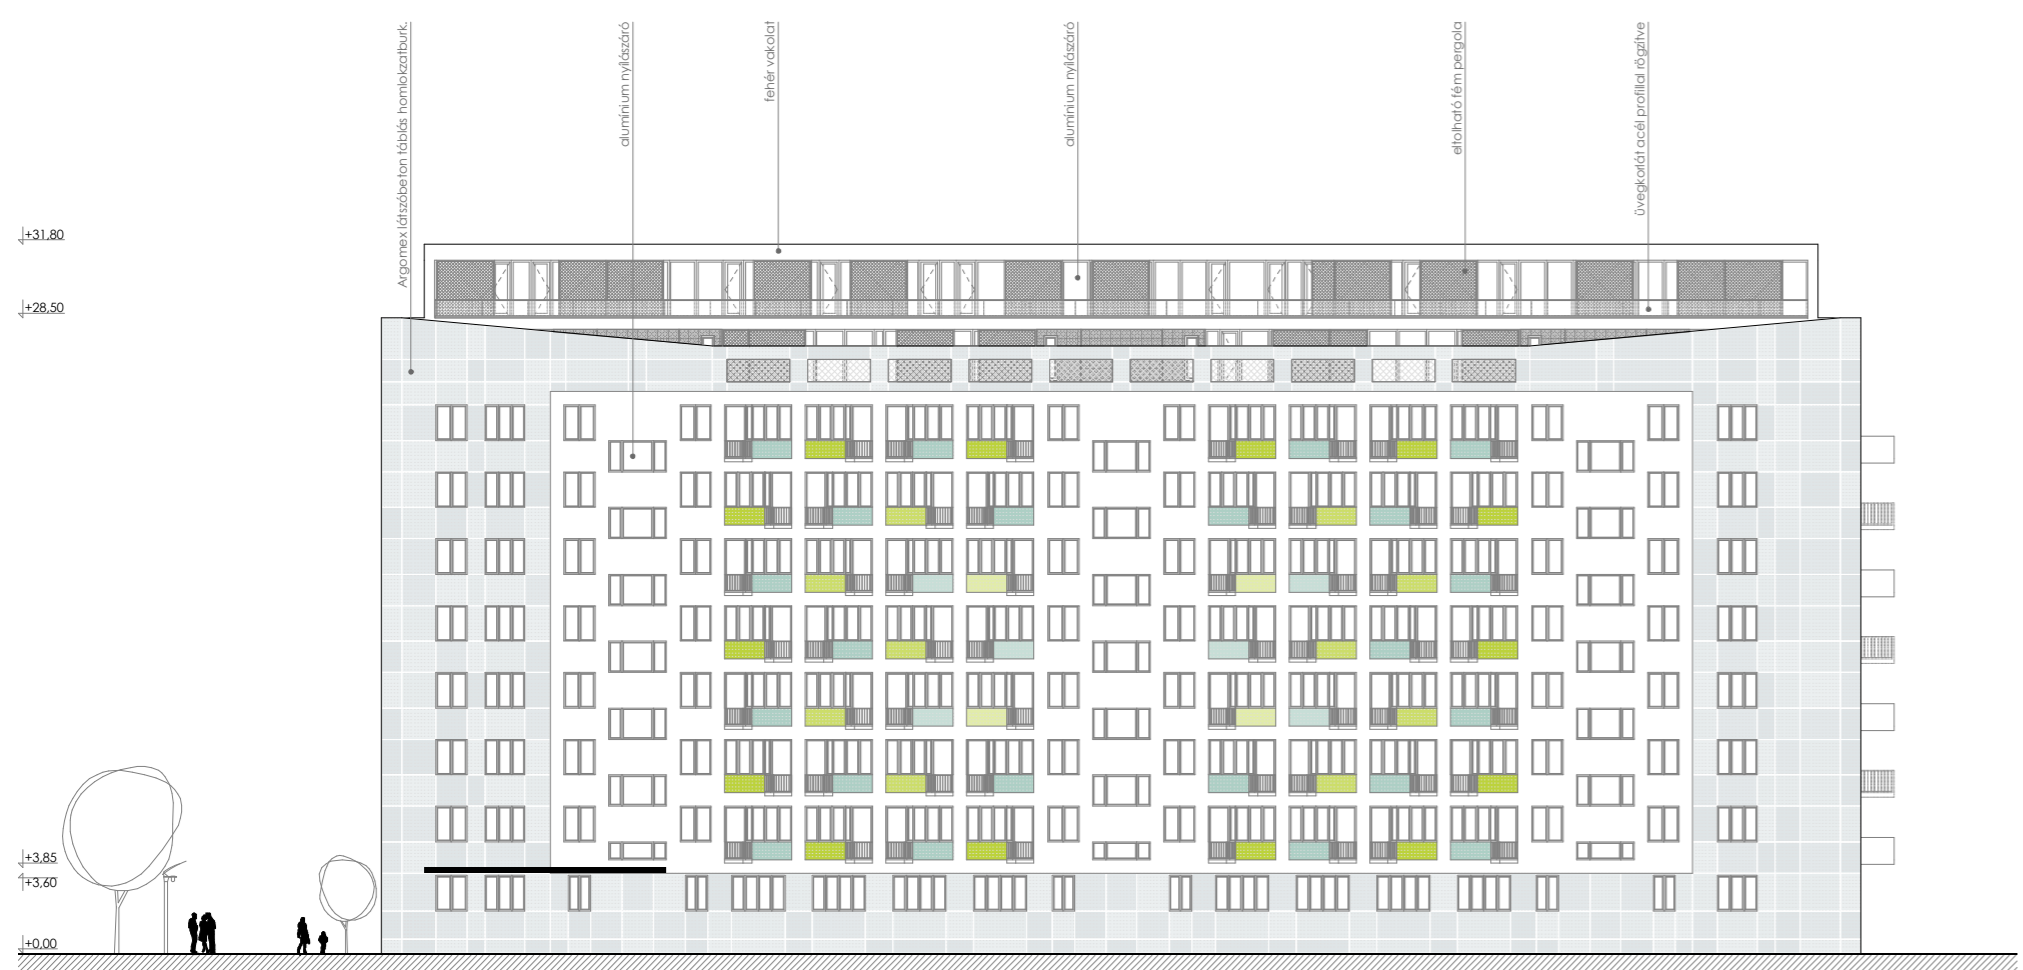 Argomex látszóbeton táblás homlokzatburk.
alumínium nyílászáró
fehér vakolat
alumínium nyílászáró
eltolható fém pergola
üvegkorlát acél profillal rögzítve
+31,80
+28,50
+3,85
+3,60
+0,00